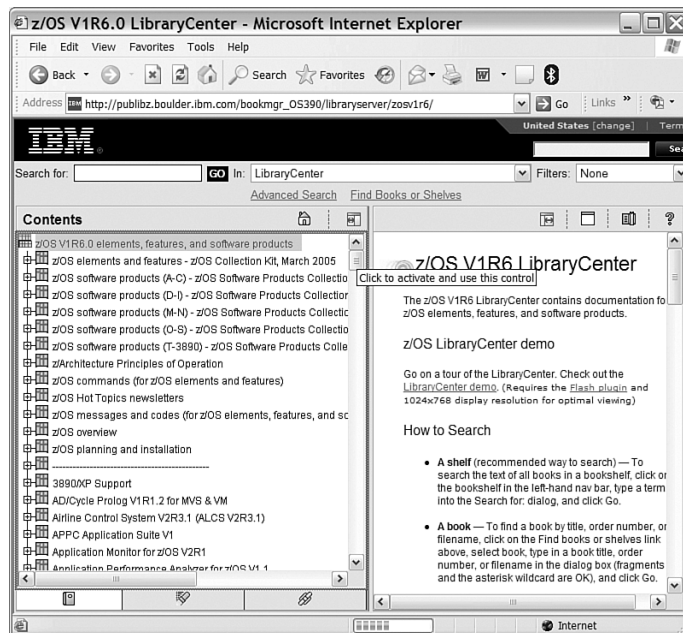 z/OS V1R6.0 LibraryCenter - Microsoft Internet Explorer
File Edit View Favorites Tools Help
Back Search Favorites
Address http://publibz.boulder.ibm.com/bookmgr_OS390/libraryserver/zosv1r6/ Go Links »
United States [change] Term
IBM®
Sea
Search for: GO In: LibraryCenter Filters: None
Advanced Search Find Books or Shelves
Contents
z/OS V1R6.0 elements, features, and software products
z/OS elements and features - z/OS Collection Kit, March 2005
z/OS software products (A-C) - z/OS Software Products Collectio
z/OS software products (D-I) - z/OS Software Products Collection
z/OS software products (M-N) - z/OS Software Products Collectic
z/OS software products (O-S) - z/OS Software Products Collectio
z/OS software products (T-3890) - z/OS Software Products Colle
z/Architecture Principles of Operation
z/OS commands (for z/OS elements and features)
z/OS Hot Topics newsletters
z/OS messages and codes (for z/OS elements, features, and sc
z/OS overview
z/OS planning and installation
--------------------------------------------
3890/XP Support
AD/Cycle Prolog V1R1.2 for MVS & VM
Airline Control System V2R3.1 (ALCS V2R3.1)
APPC Application Suite V1
Application Monitor for z/OS V2R1
Application Performance Analyzer for z/OS V1.1
z/OS V1R6 LibraryCenter
Click to activate and use this control
The z/OS V1R6 LibraryCenter contains documentation fo
z/OS elements, features, and software products.
z/OS LibraryCenter demo
Go on a tour of the LibraryCenter. Check out the
LibraryCenter demo. (Requires the Flash plugin and
1024x768 display resolution for optimal viewing)
How to Search
• A shelf (recommended way to search) — To
search the text of all books in a bookshelf, click on
the bookshelf in the left-hand nav bar, type a term
into the Search for: dialog, and click Go.
• A book — To find a book by title, order number, or
filename, click on the Find books or shelves link
above, select book, type in a book title, order
number, or filename in the dialog box (fragments
and the asterisk wildcard are OK), and click Go.
Internet